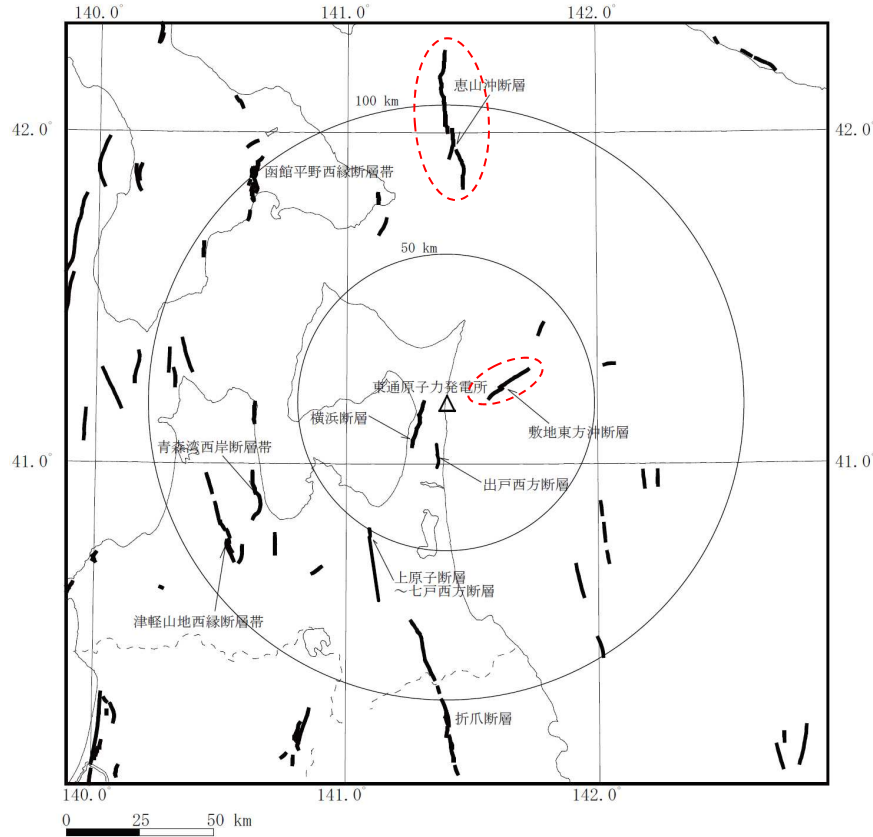 140.0° 141.0° 142.0°
恵山沖断層
100 km
42.0° 42.0°
函館平野西縁断層帯
50 km
東通原子力発電所
横浜断層
敷地東方沖断層
青森湾西岸断層帯
41.0° 41.0°
出戸西方断層
上原子断層
～七戸西方断層
津軽山地西縁断層帯
折爪断層
140.0° 141.0° 142.0°
0 25 50 km